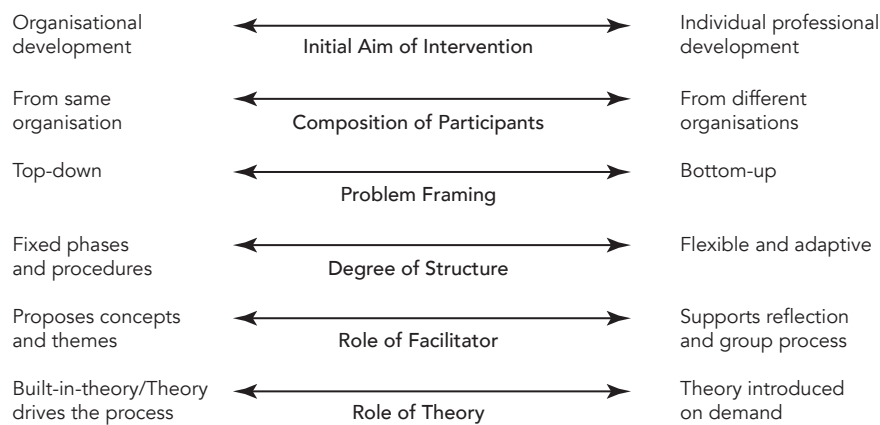 Organisational
development
Initial Aim of Intervention
Individual professional
development
From same
organisation
Composition of Participants
From different
organisations
Top-down
Problem Framing
Bottom-up
Fixed phases
and procedures
Degree of Structure
Flexible and adaptive
Proposes concepts
and themes
Role of Facilitator
Supports reflection
and group process
Built-in-theory/Theory
drives the process
Role of Theory
Theory introduced
on demand